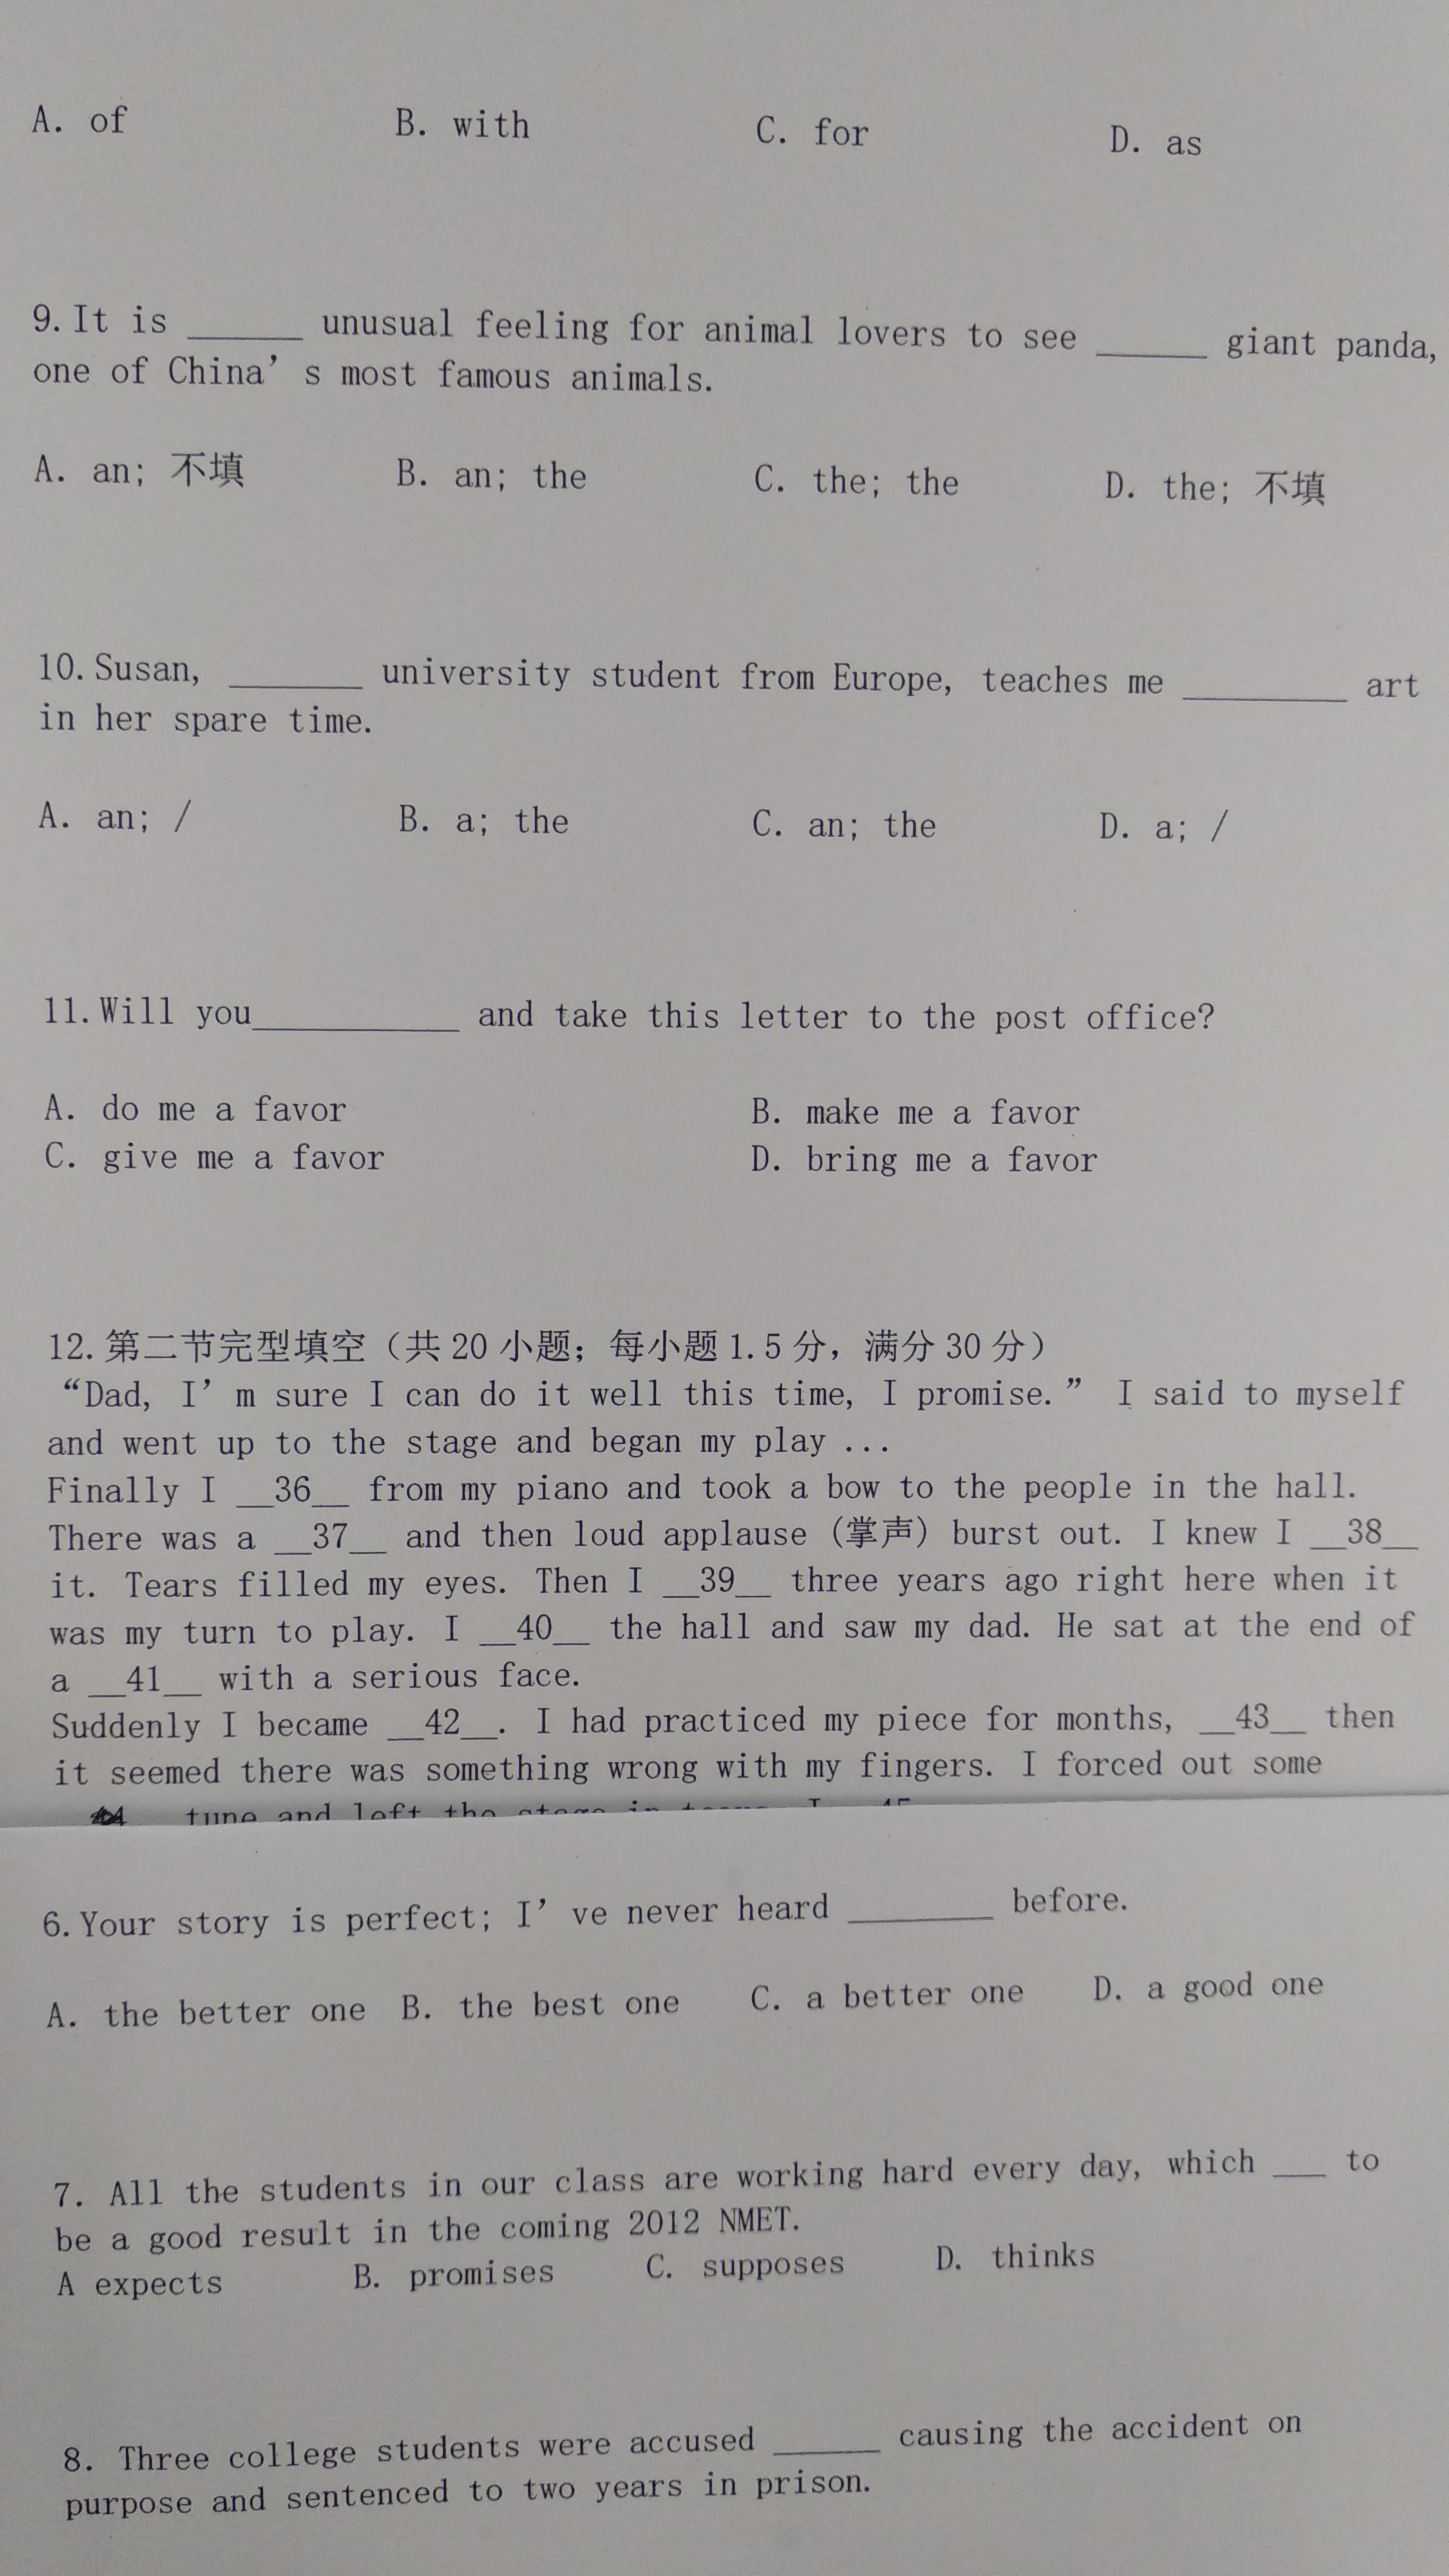 A. of B. with C. for D. as
9. It is ______ unusual feeling for animal lovers to see ______ giant panda,
one of China’s most famous animals.
A. an; 不填 B. an; the C. the; the D. the; 不填
10. Susan, _______ university student from Europe, teaches me _________ art
in her spare time.
A. an; / B. a; the C. an; the D. a; /
11. Will you___________ and take this letter to the post office?
A. do me a favor B. make me a favor
C. give me a favor D. bring me a favor
12. 第二节完型填空（共 20 小题；每小题 1.5 分，满分 30 分）
“Dad, I’m sure I can do it well this time, I promise.” I said to myself
and went up to the stage and began my play ...
Finally I __36__ from my piano and took a bow to the people in the hall.
There was a __37__ and then loud applause (掌声) burst out. I knew I __38__
it. Tears filled my eyes. Then I __39__ three years ago right here when it
was my turn to play. I __40__ the hall and saw my dad. He sat at the end of
a __41__ with a serious face.
Suddenly I became __42__. I had practiced my piece for months, __43__ then
it seemed there was something wrong with my fingers. I forced out some
tune and left the stage in
6. Your story is perfect; I’ve never heard ________ before.
A. the better one B. the best one C. a better one D. a good one
7. All the students in our class are working hard every day, which ___ to
be a good result in the coming 2012 NMET.
A expects B. promises C. supposes D. thinks
8. Three college students were accused ______ causing the accident on
purpose and sentenced to two years in prison.